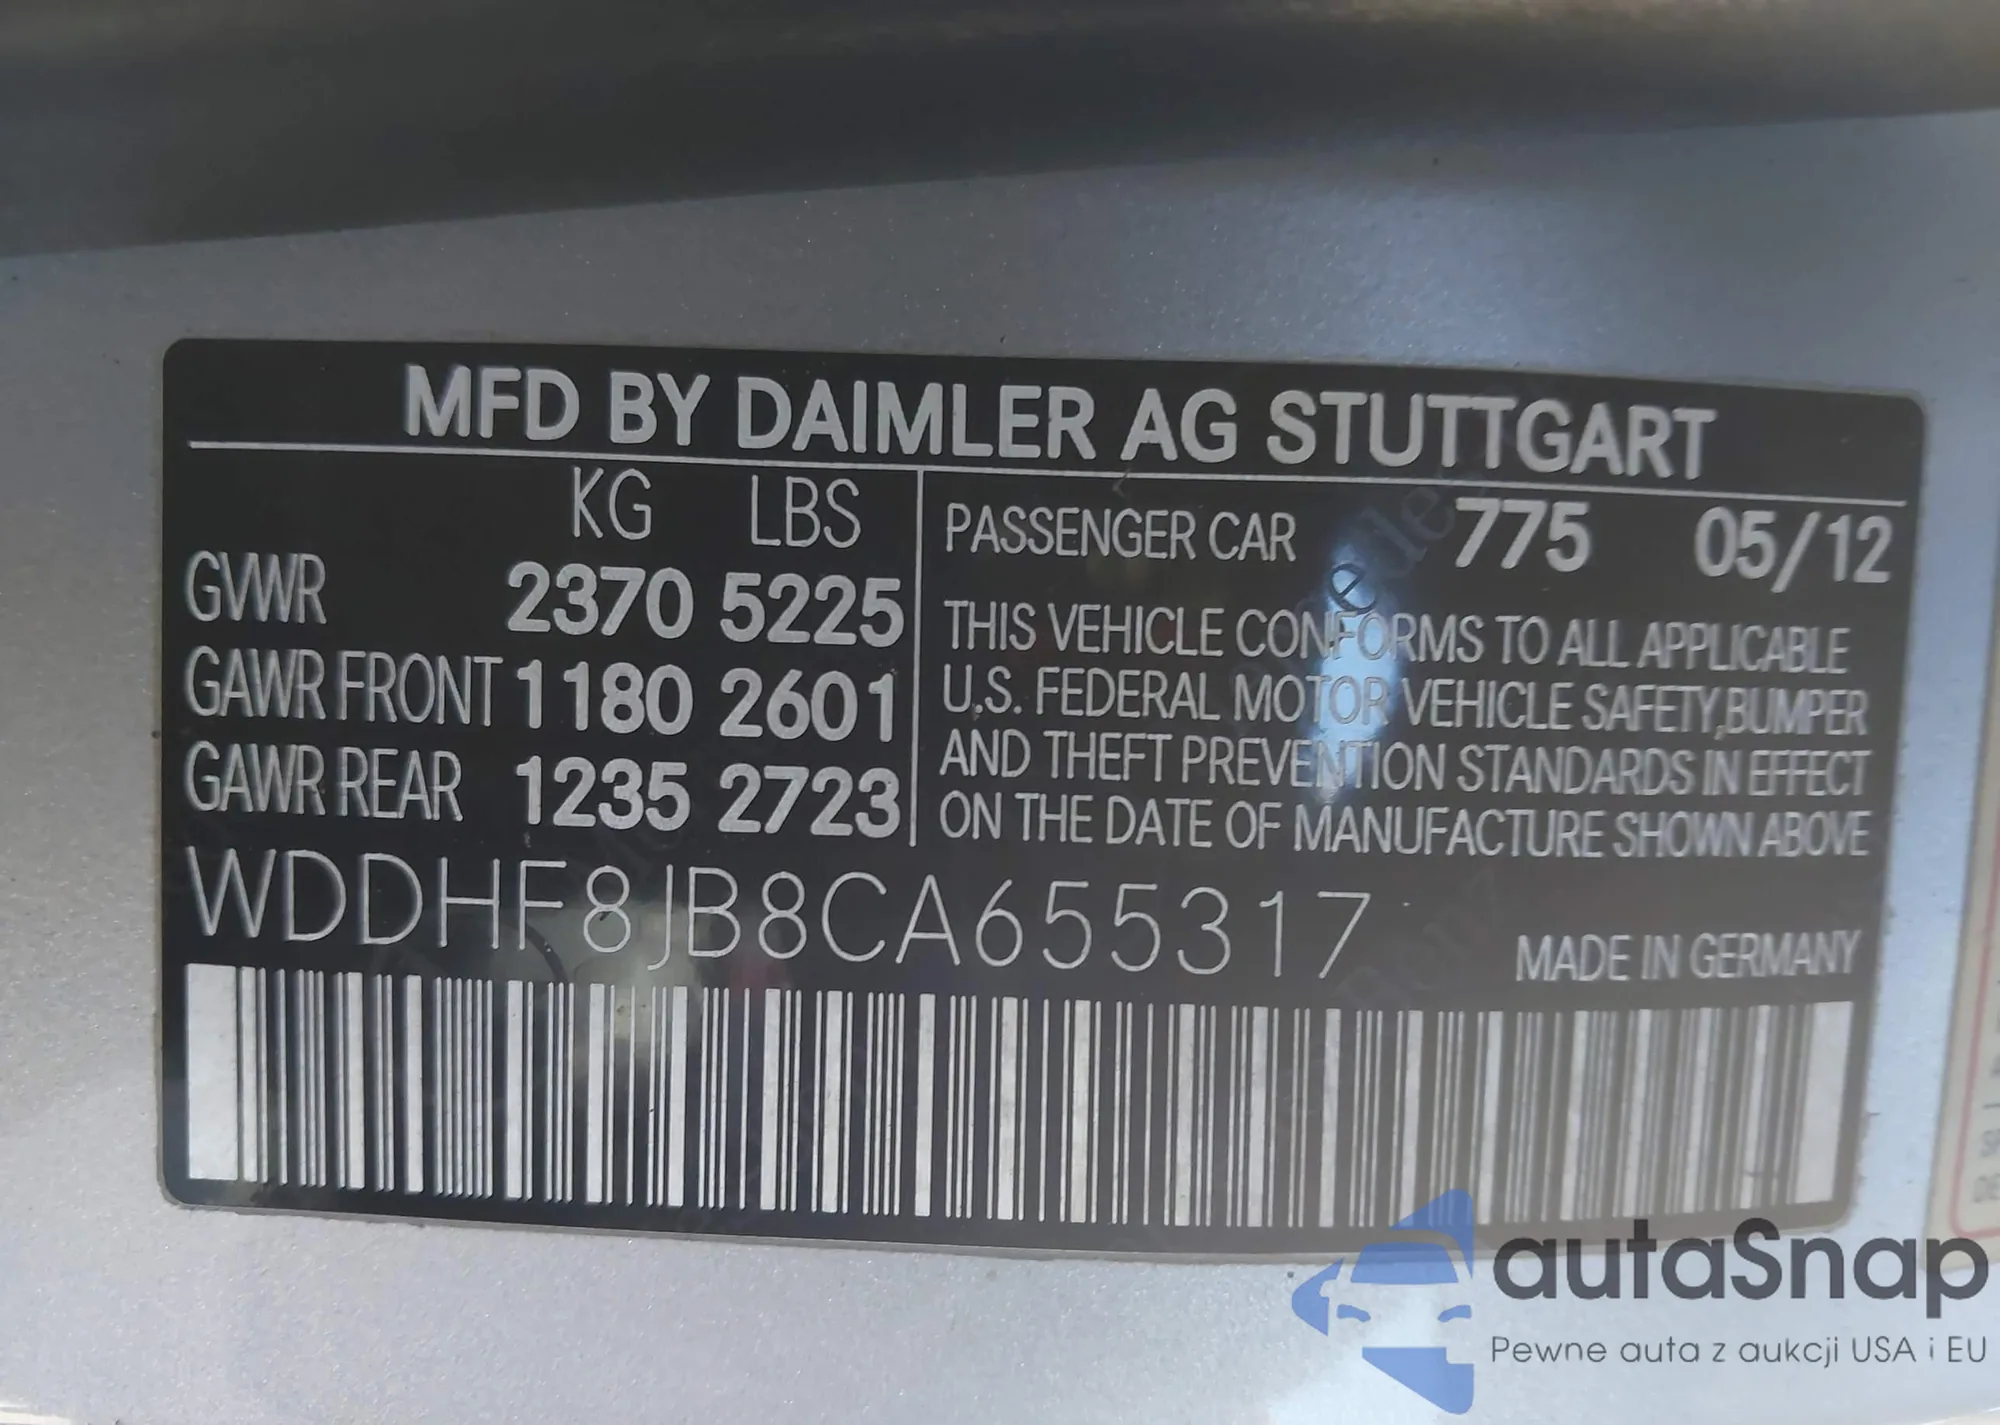 MFD BY DAIMLER AG STUTTGART
KG LBS
GVWR 2370 5225
GAWR FRONT 1180 2601
GAWR REAR 1235 2723
PASSENGER CAR 775 05/12
THIS VEHICLE CONFORMS TO ALL APPLICABLE
U.S. FEDERAL MOTOR VEHICLE SAFETY,BUMPER
AND THEFT PREVENTION STANDARDS IN EFFECT
ON THE DATE OF MANUFACTURE SHOWN ABOVE
WDDHF8JB8CA655317
MADE IN GERMANY
autaSnap
Pewne auta z aukcji USA i EU